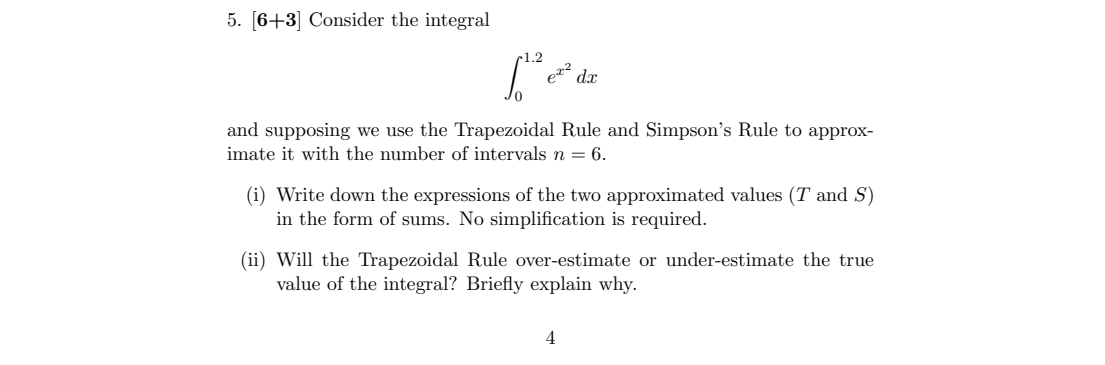 5. [6+3] Consider the integral
∫₀^{1.2} e^{x²} dx
and supposing we use the Trapezoidal Rule and Simpson's Rule to approx-
imate it with the number of intervals n = 6.
(i) Write down the expressions of the two approximated values (T and S)
in the form of sums. No simplification is required.
(ii) Will the Trapezoidal Rule over-estimate or under-estimate the true
value of the integral? Briefly explain why.
4